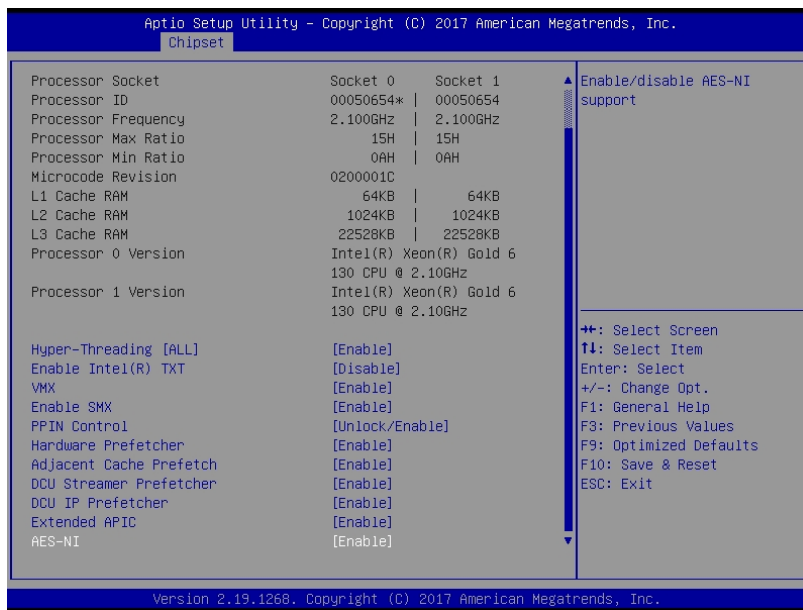 Aptio Setup Utility – Copyright (C) 2017 American Megatrends, Inc.
Chipset
Processor Socket Socket 0 Socket 1
Processor ID 00050654* | 00050654
Processor Frequency 2.100GHz | 2.100GHz
Processor Max Ratio 15H | 15H
Processor Min Ratio 0AH | 0AH
Microcode Revision 0200001C
L1 Cache RAM 64KB | 64KB
L2 Cache RAM 1024KB | 1024KB
L3 Cache RAM 22528KB | 22528KB
Processor 0 Version Intel(R) Xeon(R) Gold 6
130 CPU @ 2.10GHz
Processor 1 Version Intel(R) Xeon(R) Gold 6
130 CPU @ 2.10GHz
Hyper-Threading [ALL] [Enable]
Enable Intel(R) TXT [Disable]
VMX [Enable]
Enable SMX [Enable]
PPIN Control [Unlock/Enable]
Hardware Prefetcher [Enable]
Adjacent Cache Prefetch [Enable]
DCU Streamer Prefetcher [Enable]
DCU IP Prefetcher [Enable]
Extended APIC [Enable]
AES-NI [Enable]
Enable/disable AES-NI
support
→←: Select Screen
↑↓: Select Item
Enter: Select
+/-: Change Opt.
F1: General Help
F3: Previous Values
F9: Optimized Defaults
F10: Save & Reset
ESC: Exit
Version 2.19.1268. Copyright (C) 2017 American Megatrends, Inc.